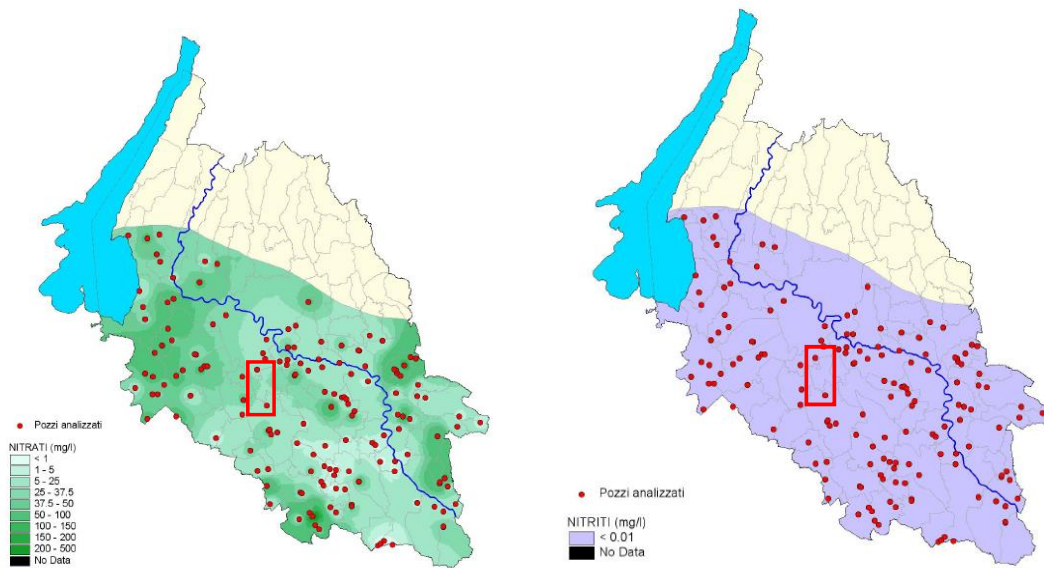 Pozzi analizzati
NITRATI (mg/l)
< 1
1 - 5
5 - 25
25 - 37.5
37.5 - 50
50 - 100
100 - 150
150 - 200
200 - 500
No Data
Pozzi analizzati
NITRITI (mg/l)
< 0.01
No Data